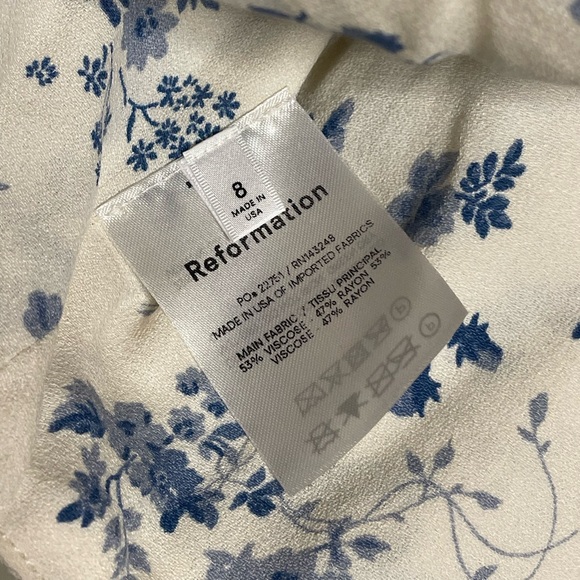 8
MADE IN
USA
Reformation
PO# 22751 / RN143248
MADE IN USA OF IMPORTED FABRICS
MAIN FABRIC / TISSU PRINCIPAL
53% VISCOSE 47% RAYON 53%
VISCOSE 47% RAYON